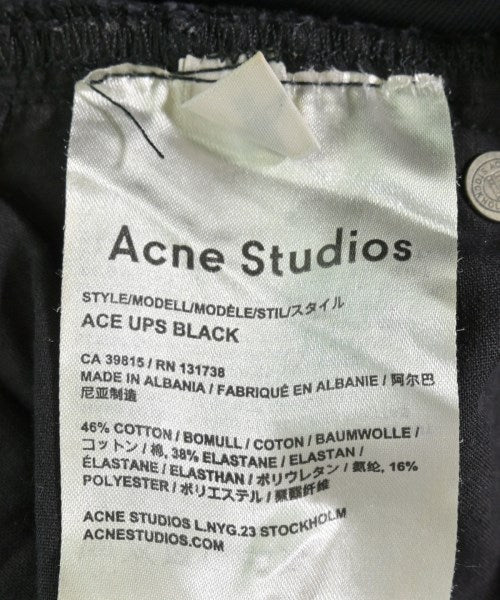 Acne Studios
STYLE/MODELL/MODÈLE/STIL/スタイル
ACE UPS BLACK
CA 39815 / RN 131738
MADE IN ALBANIA / FABRIQUÉ EN ALBANIE / 阿尔巴
尼亚制造
46% COTTON / BOMULL / COTON / BAUMWOLLE /
コットン / 棉, 38% ELASTANE / ELASTAN /
ÉLASTANE / ELASTHAN / ポリウレタン / 氨纶, 16%
POLYESTER / ポリエステル / 聚酯纤维
ACNE STUDIOS L.NYG.23 STOCKHOLM
ACNESTUDIOS.COM